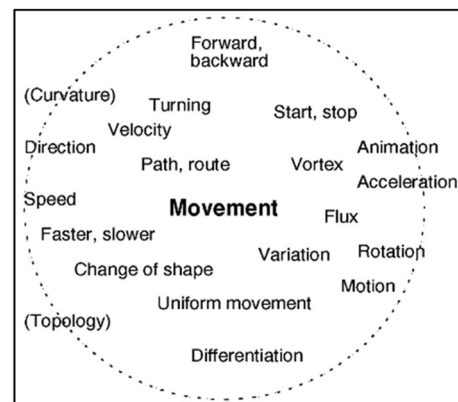 Forward,
backward
(Curvature)
Turning
Start, stop
Velocity
Direction
Animation
Path, route
Vortex
Acceleration
Speed
Movement
Flux
Faster, slower
Variation
Rotation
Change of shape
Motion
Uniform movement
(Topology)
Differentiation